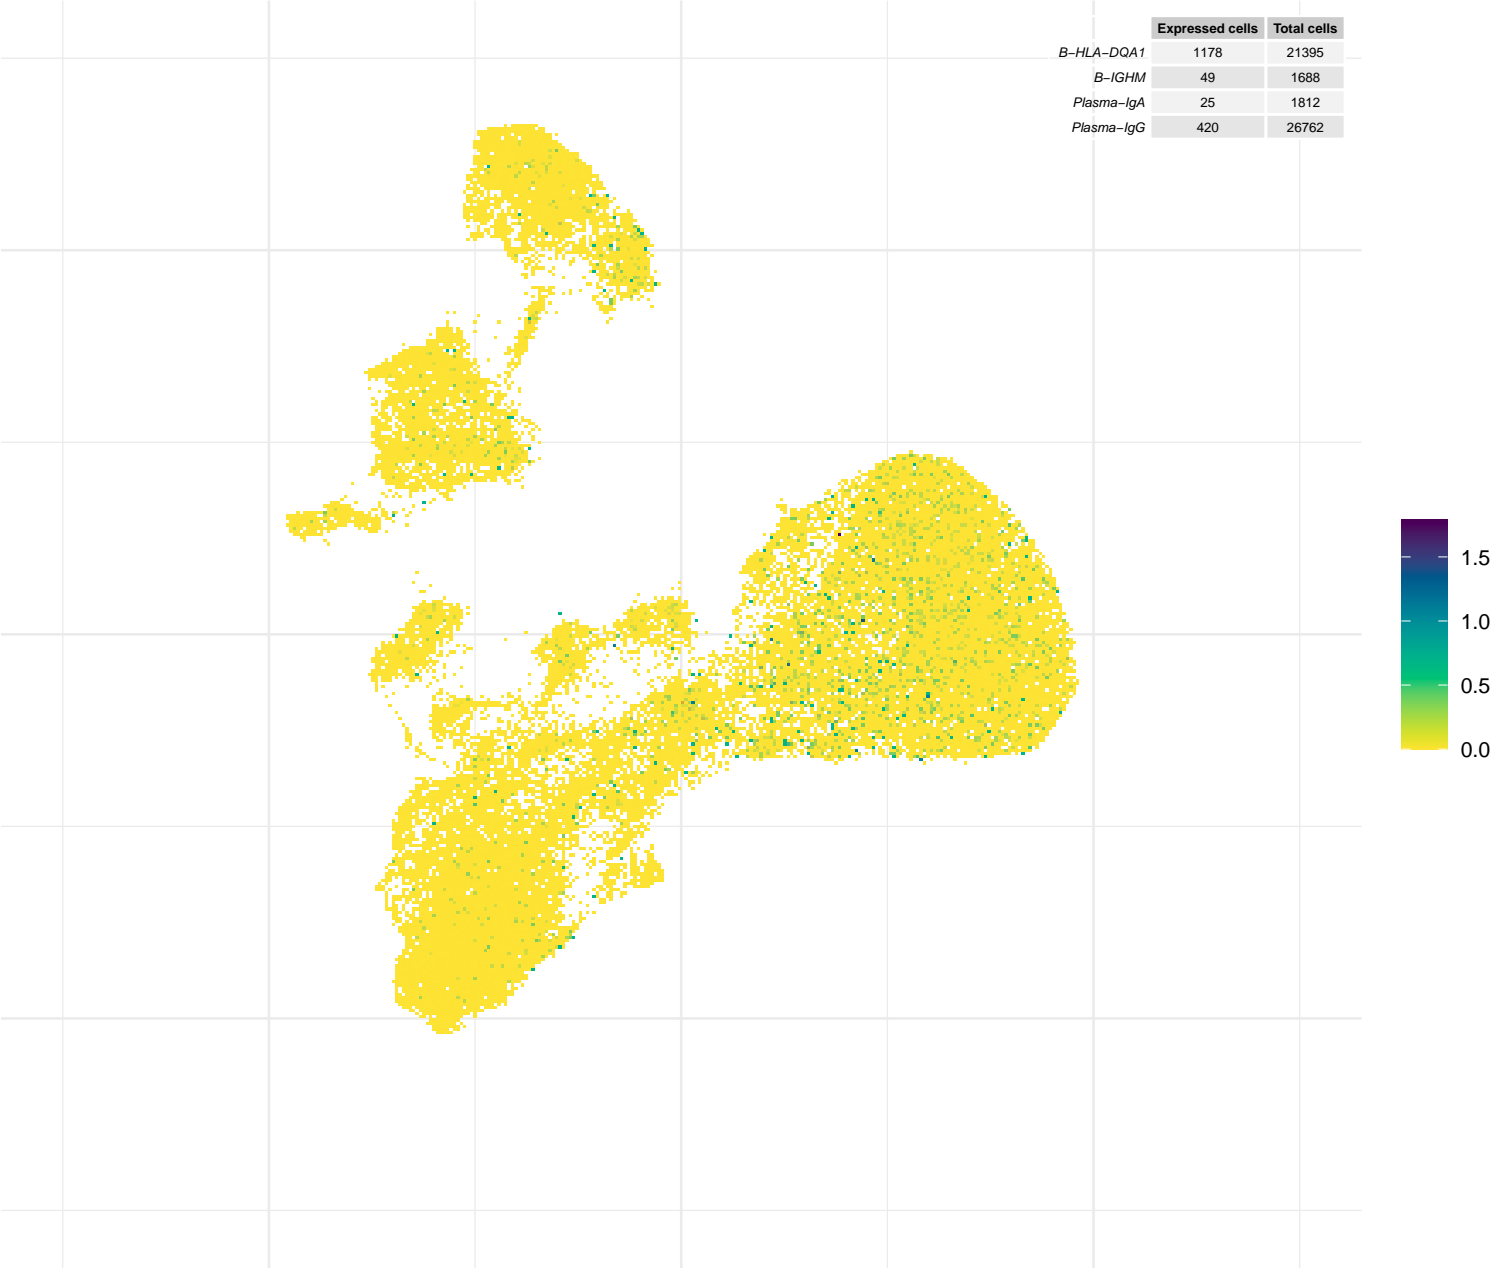 Expressed cells Total cells
B−HLA−DQA1 1178 21395
B−IGHM 49 1688
Plasma−IgA 25 1812
Plasma−IgG 420 26762
1.5
1.0
0.5
0.0